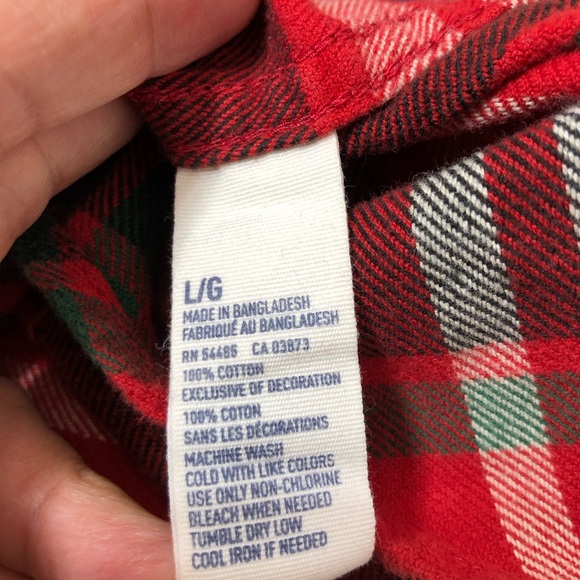 L/G
MADE IN BANGLADESH
FABRIQUÉ AU BANGLADESH
RN 54485 CA 03873
100% COTTON
EXCLUSIVE OF DECORATION
100% COTON
SANS LES DÉCORATIONS
MACHINE WASH
COLD WITH LIKE COLORS
USE ONLY NON-CHLORINE
BLEACH WHEN NEEDED
TUMBLE DRY LOW
COOL IRON IF NEEDED